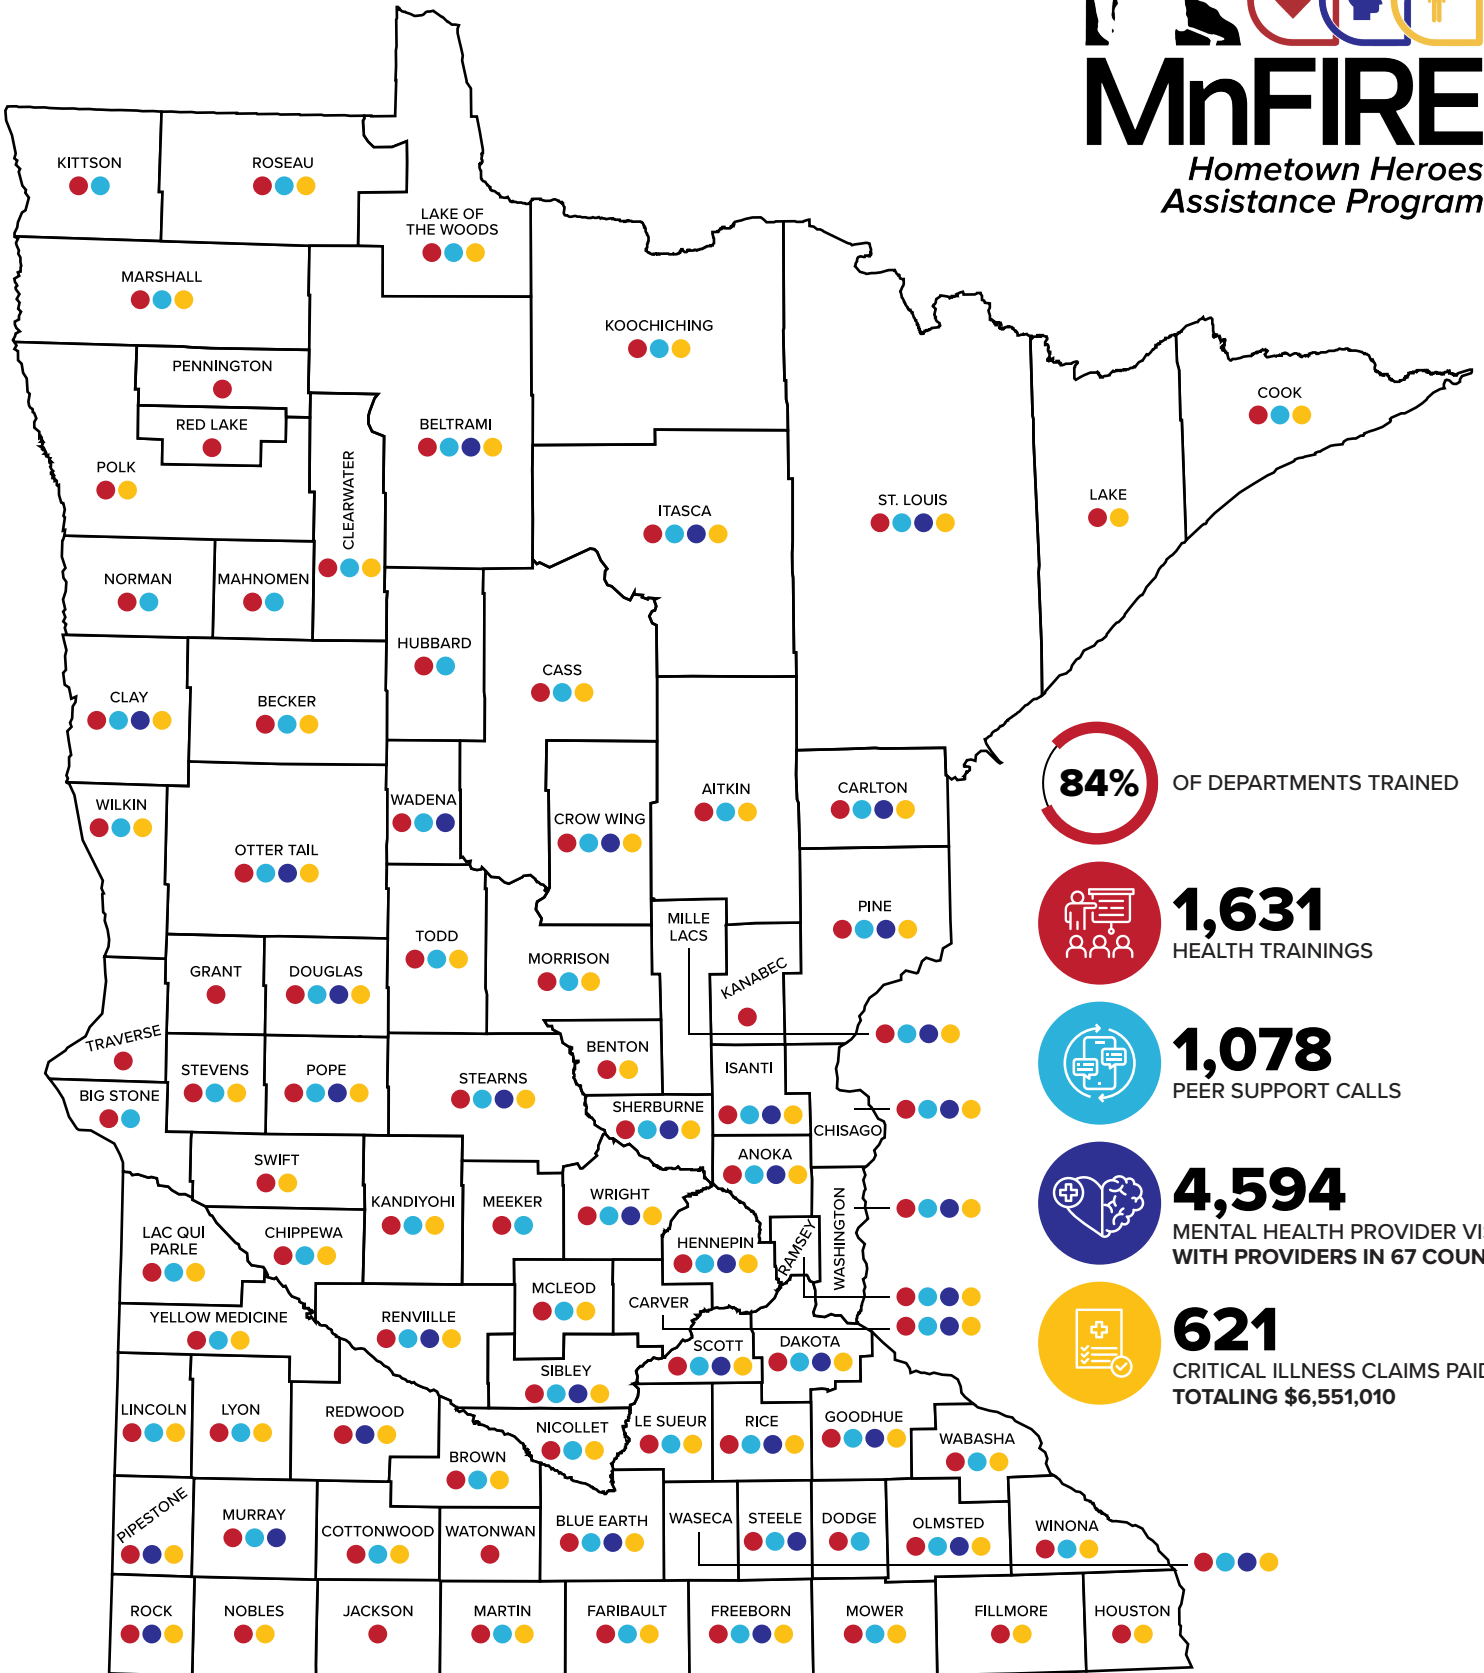 MnFIRE
Hometown Heroes
Assistance Program
KITTSON
ROSEAU
LAKE OF
THE WOODS
MARSHALL
KOOCHICHING
PENNINGTON
COOK
RED LAKE
BELTRAMI
POLK
CLEARWATER
ITASCA
ST. LOUIS
LAKE
NORMAN
MAHNOMEN
HUBBARD
CASS
CLAY
BECKER
WILKIN
WADENA
CROW WING
AITKIN
CARLTON
OTTER TAIL
MILLE
LACS
PINE
TODD
MORRISON
GRANT
DOUGLAS
KANABEC
TRAVERSE
BENTON
ISANTI
STEVENS
POPE
STEARNS
BIG STONE
SHERBURNE
CHISAGO
SWIFT
ANOKA
KANDIYOHI
MEEKER
WRIGHT
WASHINGTON
LAC QUI
PARLE
CHIPPEWA
HENNEPIN
RAMSEY
MCLEOD
CARVER
YELLOW MEDICINE
RENVILLE
SCOTT
DAKOTA
SIBLEY
LINCOLN
LYON
REDWOOD
NICOLLET
LE SUEUR
RICE
GOODHUE
WABASHA
BROWN
PIPESTONE
MURRAY
COTTONWOOD
WATONWAN
BLUE EARTH
WASECA
STEELE
DODGE
OLMSTED
WINONA
ROCK
NOBLES
JACKSON
MARTIN
FARIBAULT
FREEBORN
MOWER
FILLMORE
HOUSTON
84%
OF DEPARTMENTS TRAINED
1,631
HEALTH TRAININGS
1,078
PEER SUPPORT CALLS
4,594
MENTAL HEALTH PROVIDER
WITH PROVIDERS IN 67
621
CRITICAL ILLNESS CLAIMS PAID
TOTALING $6,551,010